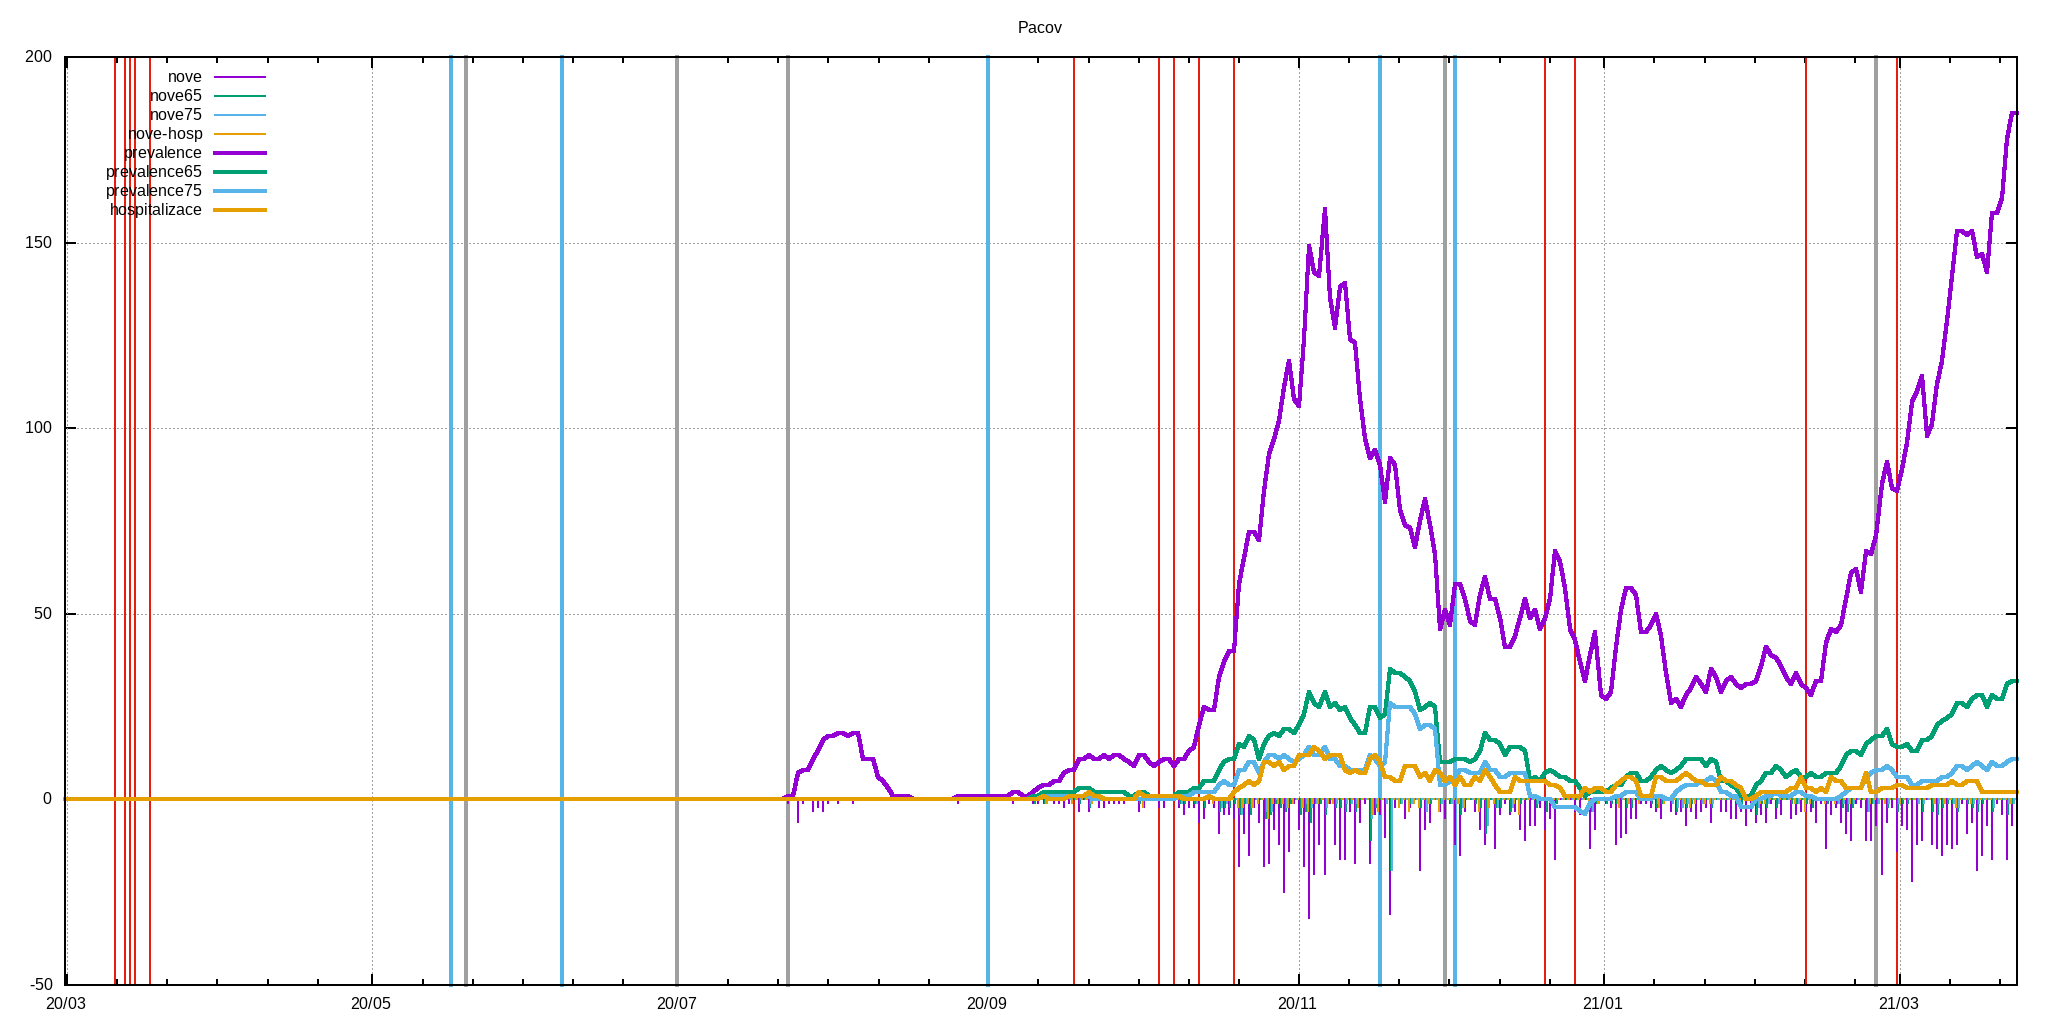 Pacov
200
nove
nove65
nove75
nove-hosp
prevalence
prevalence65
prevalence75
hospitalizace
150
100
50
0
-50
20/03 20/05 20/07 20/09 20/11 21/01 21/03